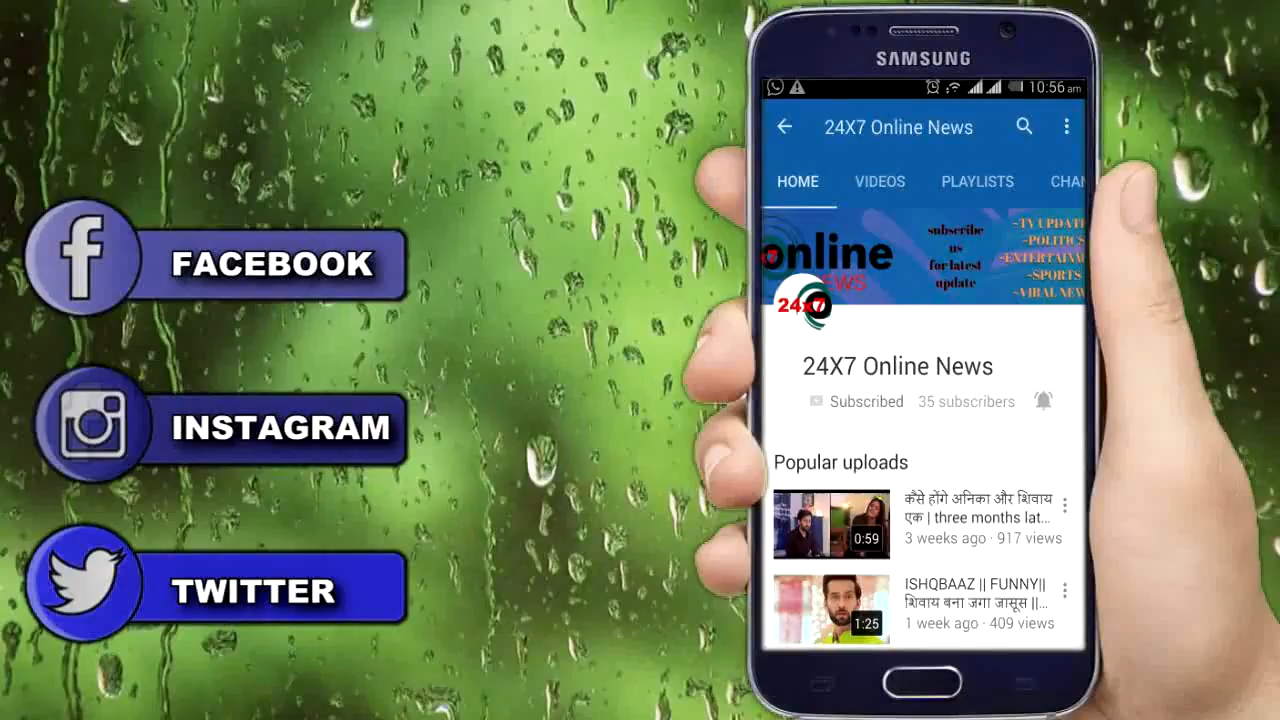 FACEBOOK
INSTAGRAM
TWITTER
SAMSUNG
10:56 am
24X7 Online News
HOME VIDEOS PLAYLISTS CHAN
online
NEWS
subscribe
us
for latest
update
~TV UPDATE
~POLITICS
~ENTERTAINM
~SPORTS
~VIRAL NEW
24x7
24X7 Online News
Subscribed 35 subscribers
Popular uploads
कैसे होंगे अनिका और शिवाय
एक | three months lat...
3 weeks ago · 917 views
0:59
ISHQBAAZ || FUNNY||
शिवाय बना जगा जासूस ||...
1 week ago · 409 views
1:25